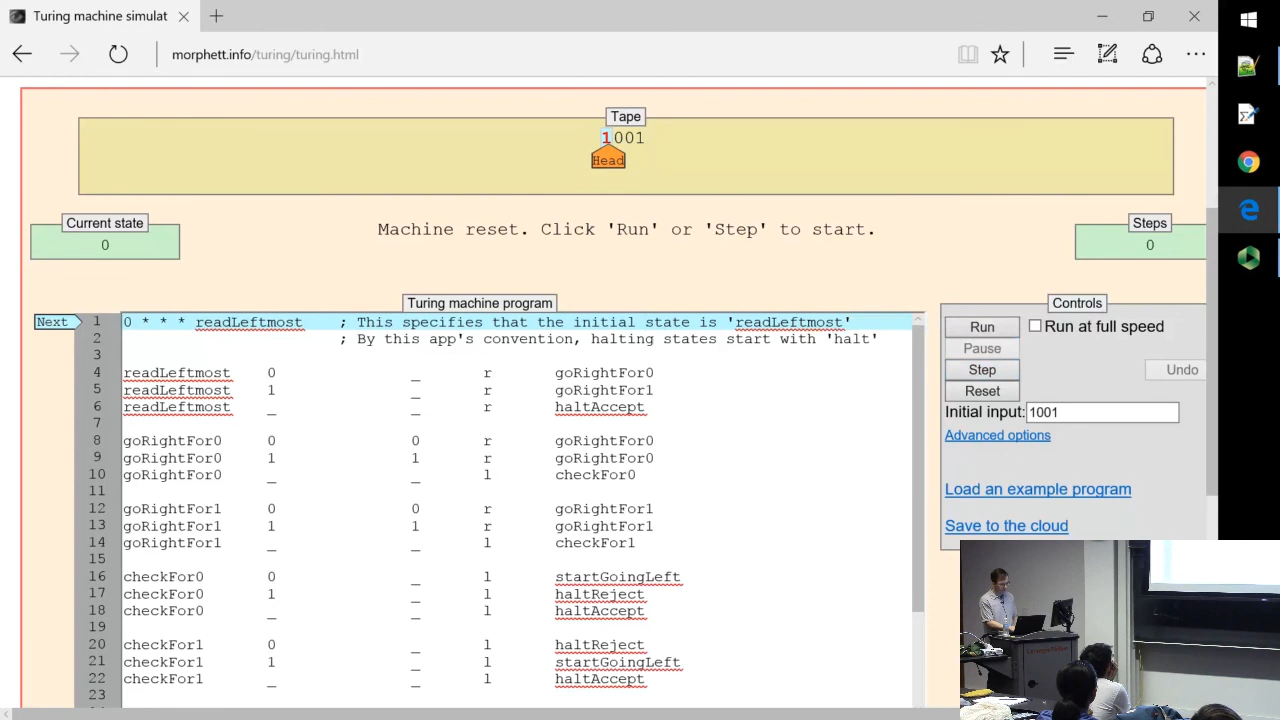 Turing machine simulat
morphett.info/turing/turing.html
Tape
1001
Head
Current state
0
Machine reset. Click 'Run' or 'Step' to start.
Steps
0
Turing machine program
Next
1 0 * * * readLeftmost ; This specifies that the initial state is 'readLeftmost'
2 ; By this app's convention, halting states start with 'halt'
3
4 readLeftmost 0 _ r goRightFor0
5 readLeftmost 1 _ r goRightFor1
6 readLeftmost _ _ r haltAccept
7
8 goRightFor0 0 0 r goRightFor0
9 goRightFor0 1 1 r goRightFor0
10 goRightFor0 _ _ l checkFor0
11
12 goRightFor1 0 0 r goRightFor1
13 goRightFor1 1 1 r goRightFor1
14 goRightFor1 _ _ l checkFor1
15
16 checkFor0 0 _ l startGoingLeft
17 checkFor0 1 _ l haltReject
18 checkFor0 _ _ l haltAccept
19
20 checkFor1 0 _ l haltReject
21 checkFor1 1 _ l startGoingLeft
22 checkFor1 _ _ l haltAccept
23
Controls
Run
Run at full speed
Pause
Step
Undo
Reset
Initial input: 1001
Advanced options
Load an example program
Save to the cloud
Carnegie Mellon